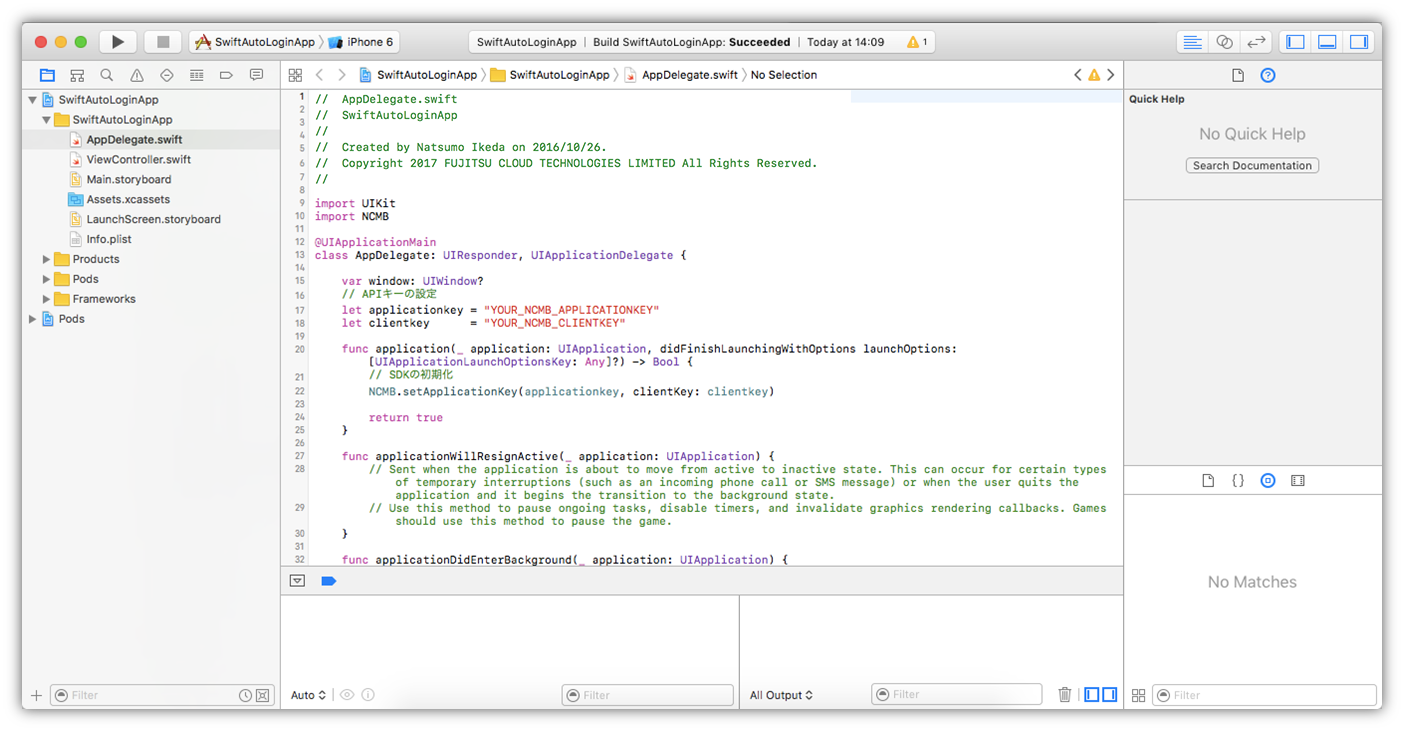 SwiftAutoLoginApp 〉 iPhone 6
SwiftAutoLoginApp | Build SwiftAutoLoginApp: Succeeded | Today at 14:09
1
SwiftAutoLoginApp 〉 SwiftAutoLoginApp 〉 AppDelegate.swift 〉 No Selection
SwiftAutoLoginApp
SwiftAutoLoginApp
AppDelegate.swift
ViewController.swift
Main.storyboard
Assets.xcassets
LaunchScreen.storyboard
Info.plist
Products
Pods
Frameworks
Pods
Filter
1 // AppDelegate.swift
2 // SwiftAutoLoginApp
3 //
4 // Created by Natsumo Ikeda on 2016/10/26.
5 // Copyright 2017 FUJITSU CLOUD TECHNOLOGIES LIMITED All Rights Reserved.
6
7 //
8
9 import UIKit
10 import NCMB
11
12 @UIApplicationMain
13 class AppDelegate: UIResponder, UIApplicationDelegate {
14
15 var window: UIWindow?
16 // APIキーの設定
17 let applicationkey = "YOUR_NCMB_APPLICATIONKEY"
18 let clientkey = "YOUR_NCMB_CLIENTKEY"
19
20 func application(_ application: UIApplication, didFinishLaunchingWithOptions launchOptions:
[UIApplicationLaunchOptionsKey: Any]?) -> Bool {
21 // SDKの初期化
22 NCMB.setApplicationKey(applicationkey, clientKey: clientkey)
23
24 return true
25 }
26
27 func applicationWillResignActive(_ application: UIApplication) {
28 // Sent when the application is about to move from active to inactive state. This can occur for certain types
of temporary interruptions (such as an incoming phone call or SMS message) or when the user quits the
application and it begins the transition to the background state.
29 // Use this method to pause ongoing tasks, disable timers, and invalidate graphics rendering callbacks. Games
should use this method to pause the game.
30 }
31
32 func applicationDidEnterBackground(_ application: UIApplication) {
Auto
Filter
All Output
Filter
Quick Help
No Quick Help
Search Documentation
{ }
No Matches
Filter